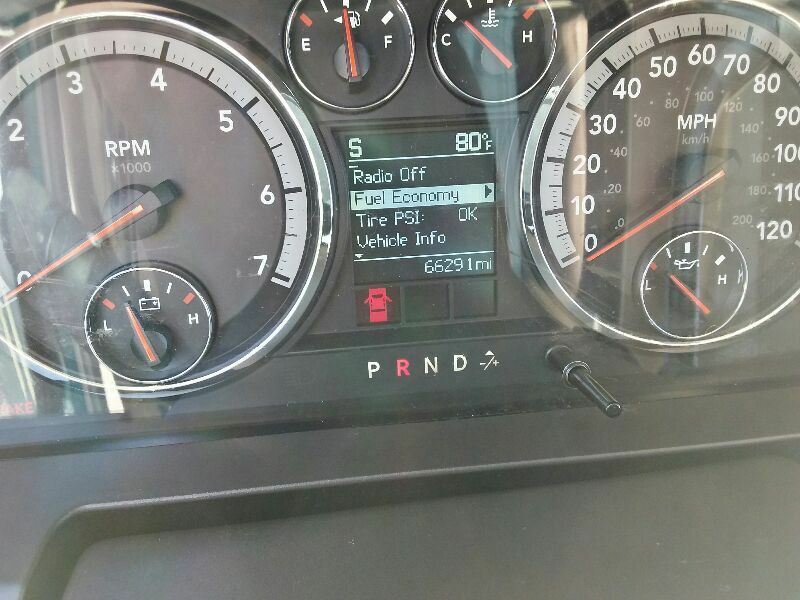 E F
C H
2 3 4 5 6 7
RPM
×1000
0
L H
S 80°F
Radio Off
Fuel Economy
Tire PSI: OK
Vehicle Info
66291mi
P R N D -/+
0 10 20 30 40 50 60 70 80 90 100 110 120
MPH
km/h
0 20 40 60 80 100 120 140 160 180 200
L H